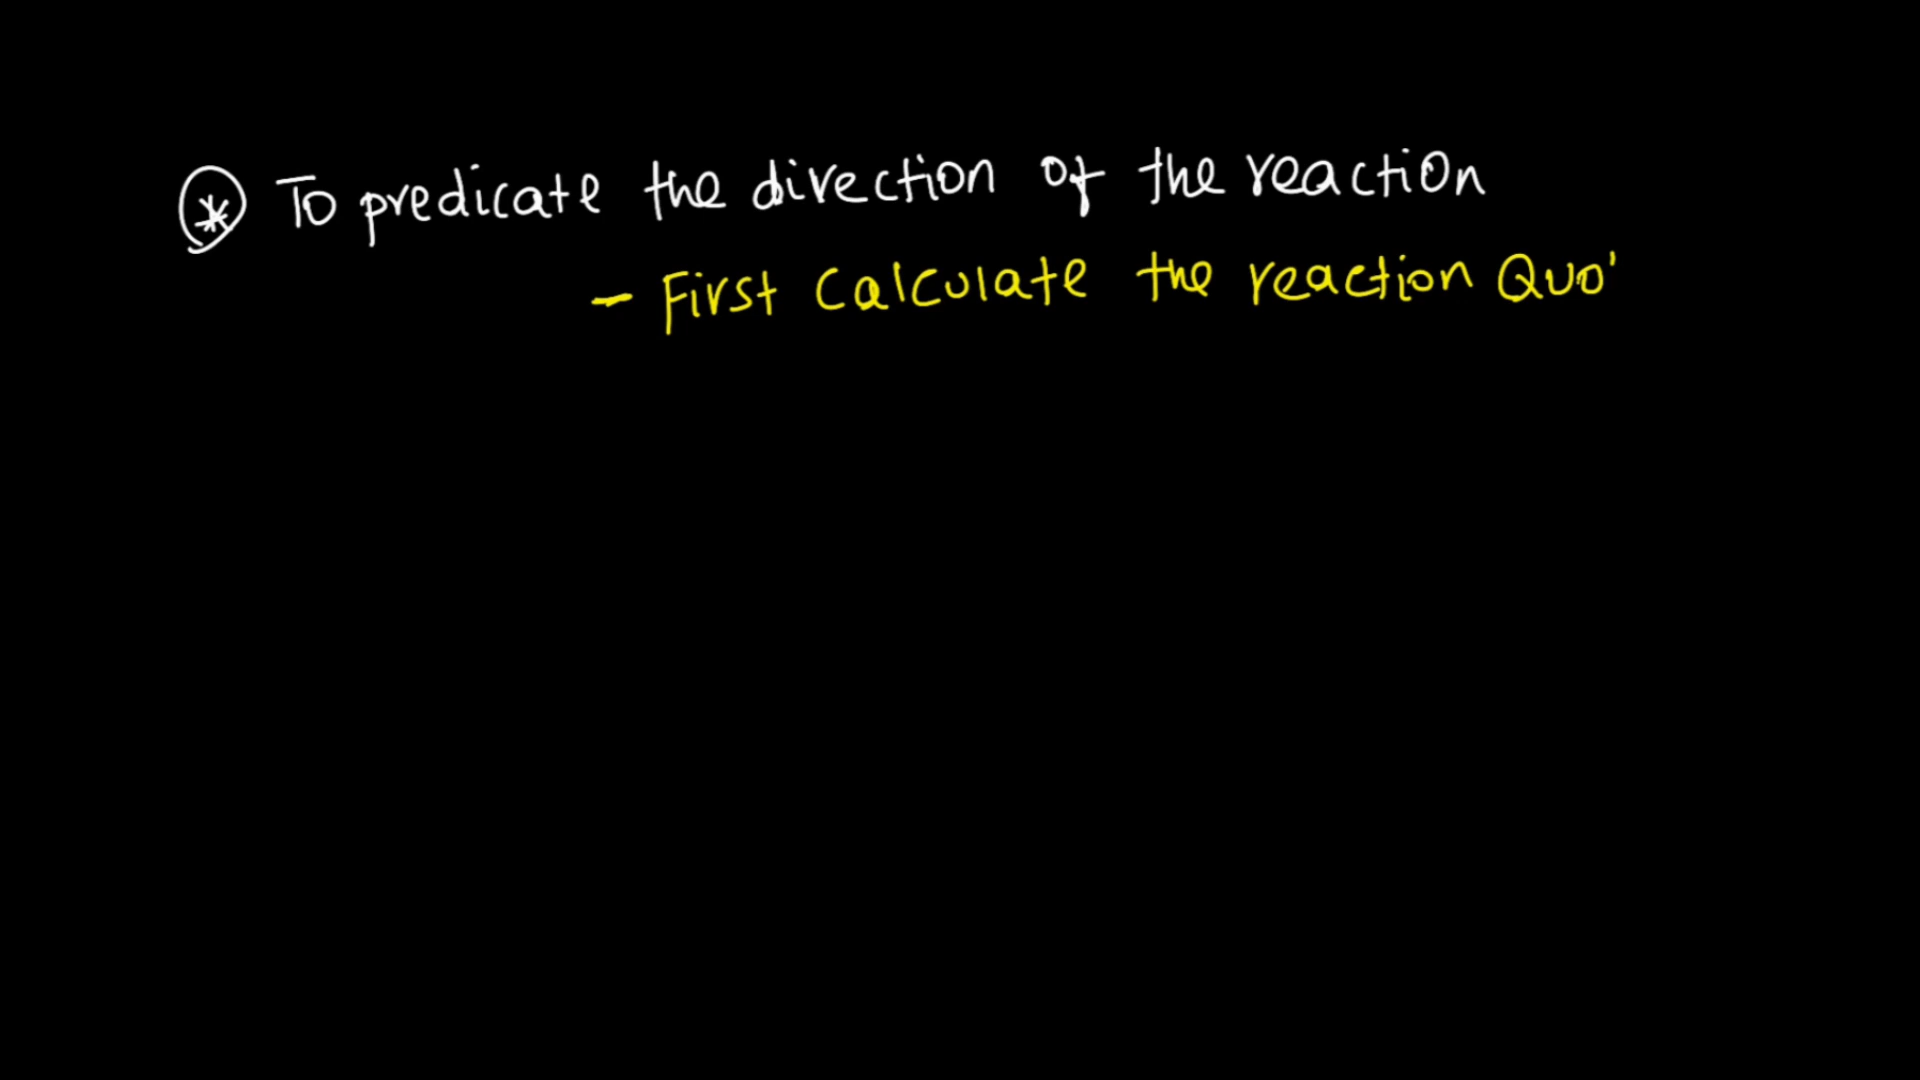 * To predicate the direction of the reaction
- First Calculate the reaction Quo'